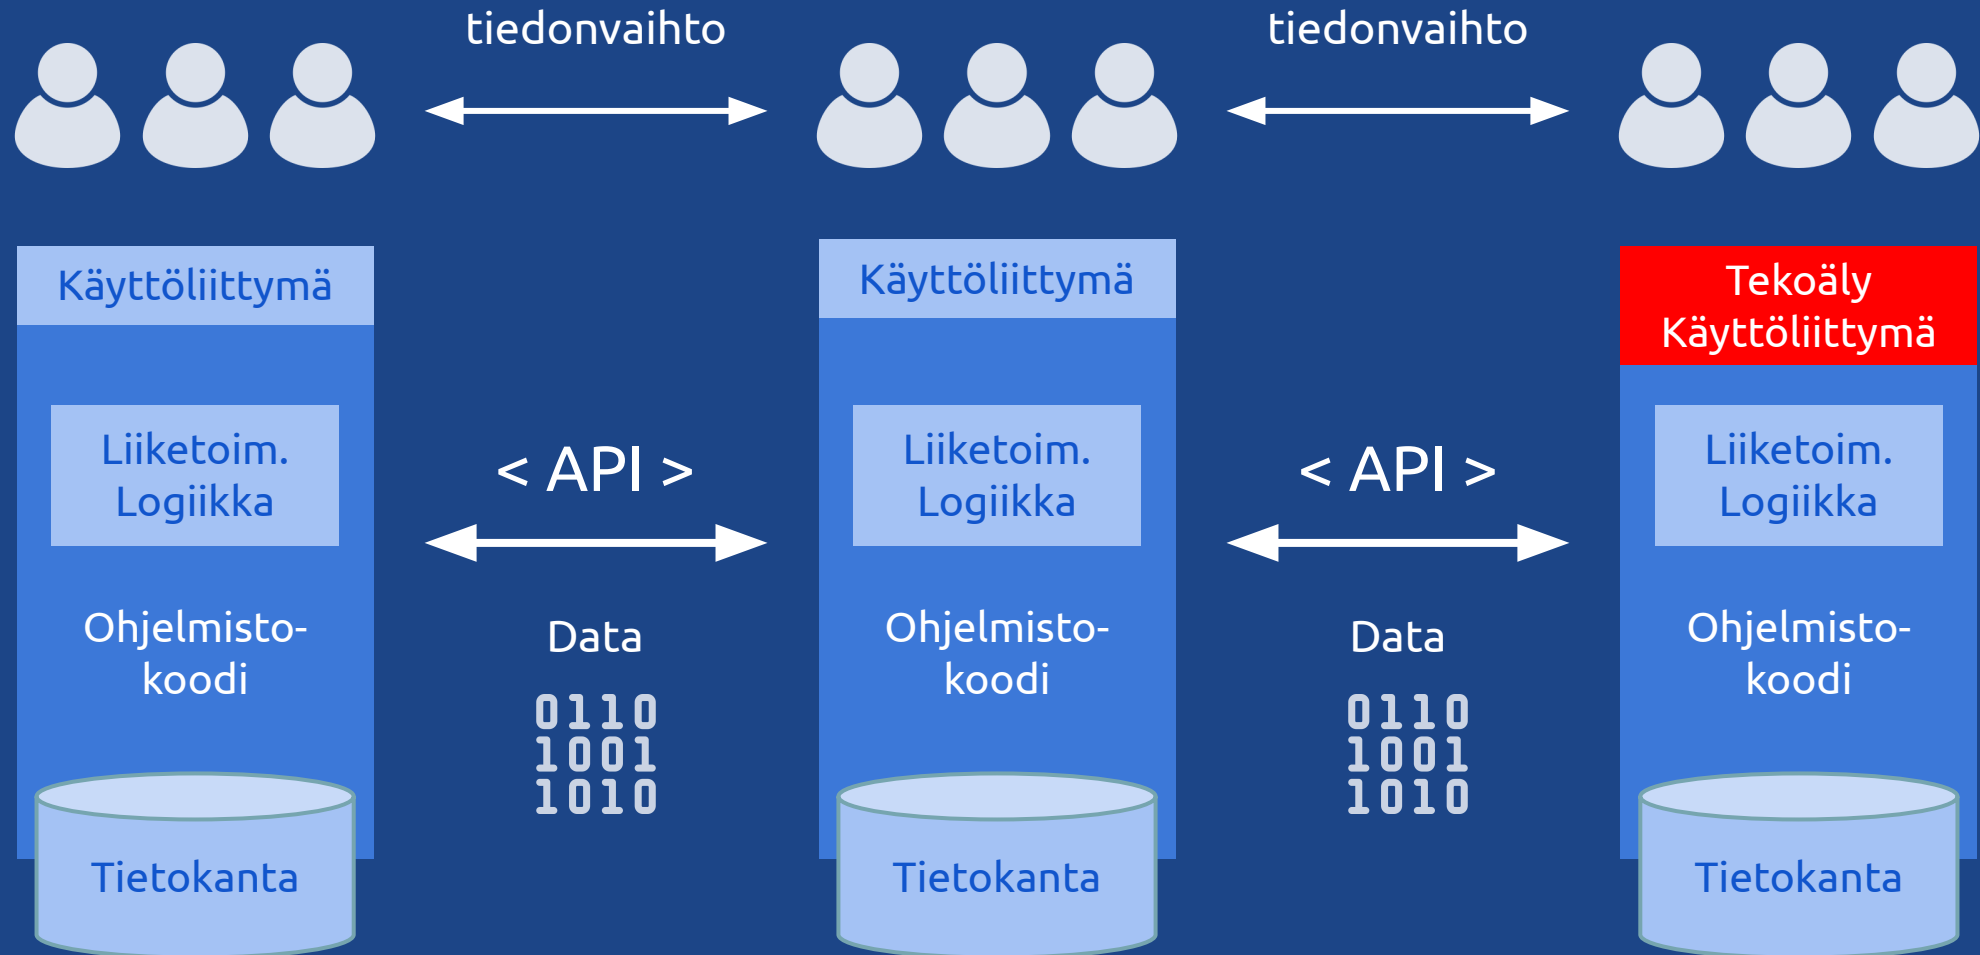 tiedonvaihto
tiedonvaihto
Käyttöliittymä
Liiketoim.
Logiikka
Ohjelmisto-
koodi
Tietokanta
< API >
Data
0110
1001
1010
Käyttöliittymä
Liiketoim.
Logiikka
Ohjelmisto-
koodi
Tietokanta
< API >
Data
0110
1001
1010
Tekoäly
Käyttöliittymä
Liiketoim.
Logiikka
Ohjelmisto-
koodi
Tietokanta